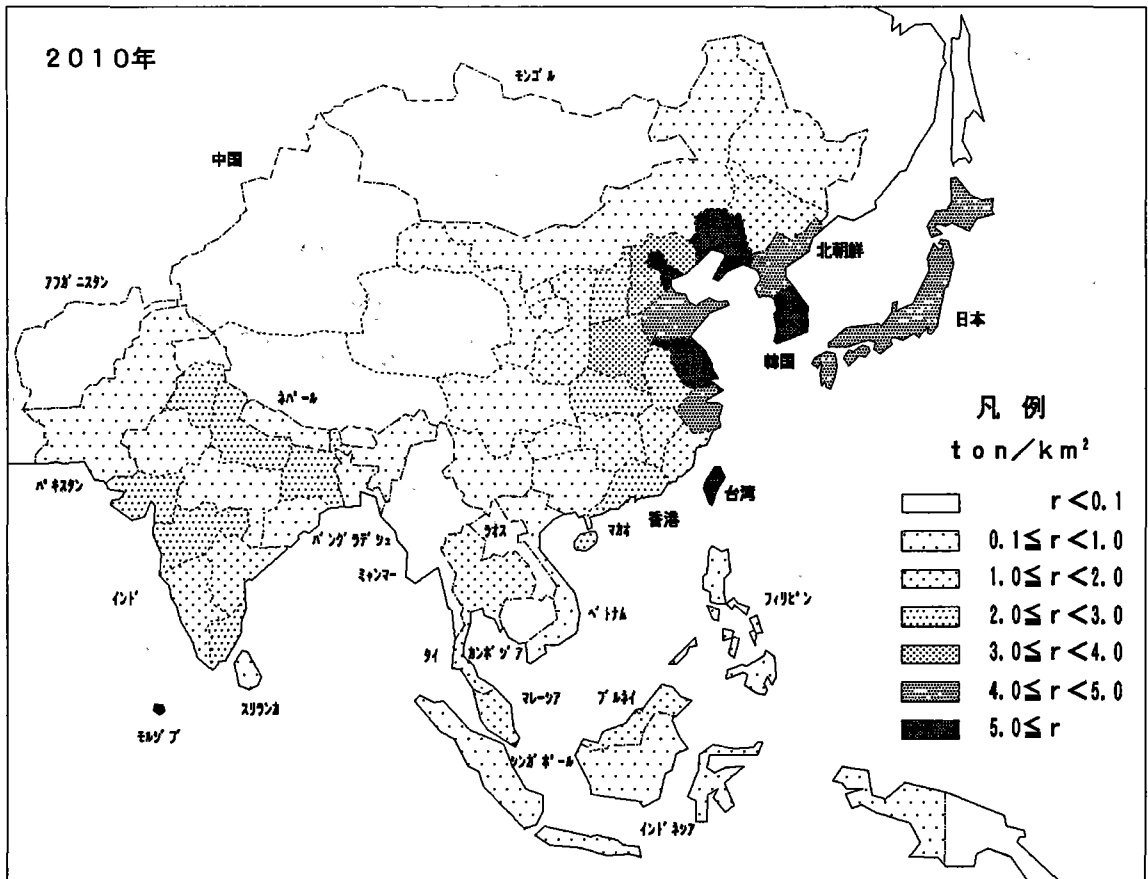 2010年
モンゴル
中国
アフガニスタン
北朝鮮
日本
韓国
ネパール
凡 例
ton/km²
パキスタン
台湾
香港
マカオ
ラオス
バングラデシュ
ミャンマー
インド
フィリピン
ベトナム
タイ
カンボジア
マレーシア
ブルネイ
スリランカ
モルジブ
シンガポール
インドネシア
r<0.1
0.1≦r<1.0
1.0≦r<2.0
2.0≦r<3.0
3.0≦r<4.0
4.0≦r<5.0
5.0≦r